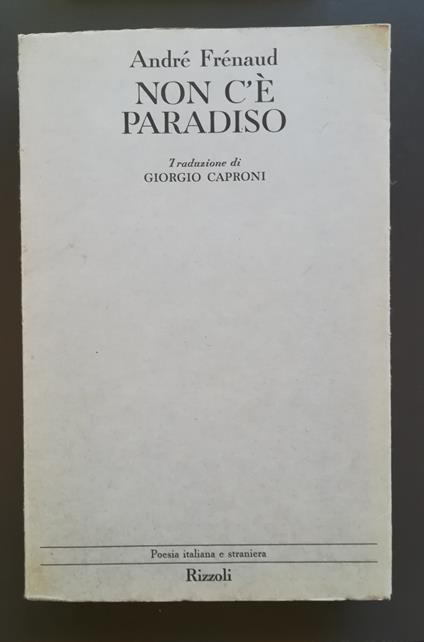 André Frénaud
NON C'È
PARADISO
Traduzione di
GIORGIO CAPRONI
Poesia italiana e straniera
Rizzoli